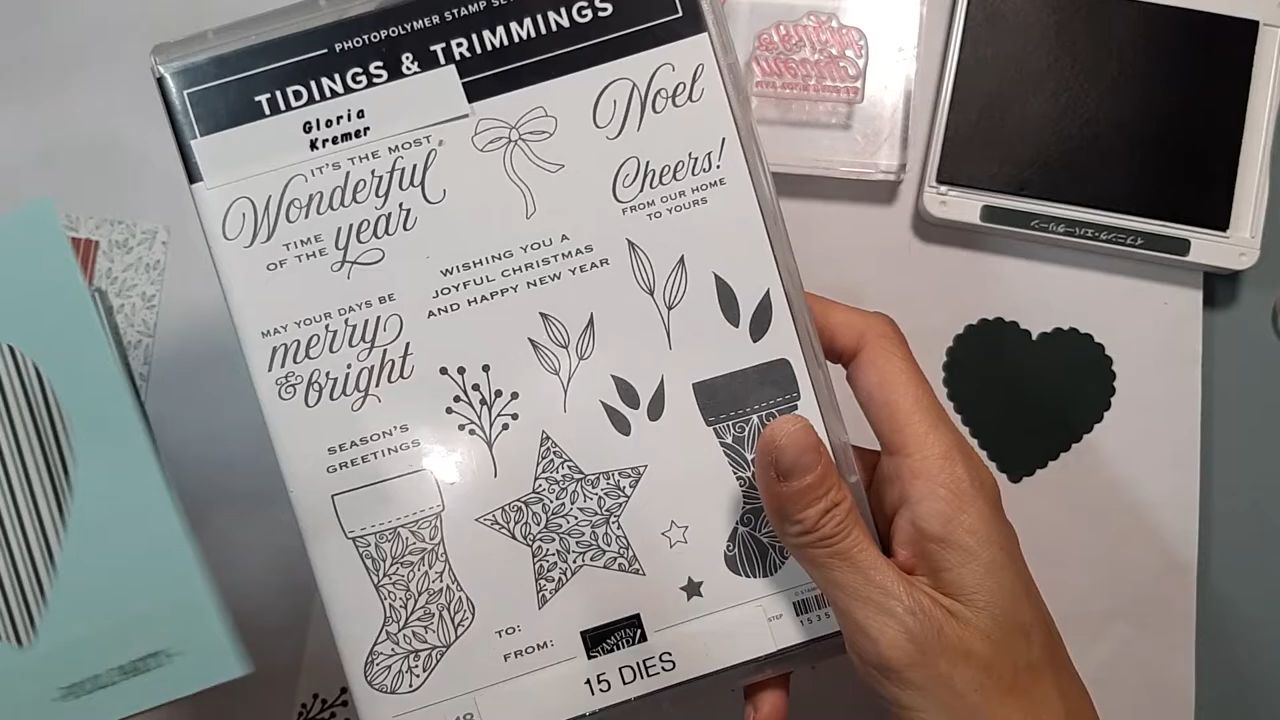 PHOTOPOLYMER STAMP SE
TIDINGS & TRIMMINGS
Gloria
Kremer
IT'S THE MOST
Wonderful
TIME
OF THE year
Noel
Cheers!
FROM OUR HOME
TO YOURS
WISHING YOU A
JOYFUL CHRISTMAS
AND HAPPY NEW YEAR
MAY YOUR DAYS BE
merry
& bright
SEASON'S
GREETINGS
TO:
FROM:
STAMPIN' UP!
15 DIES